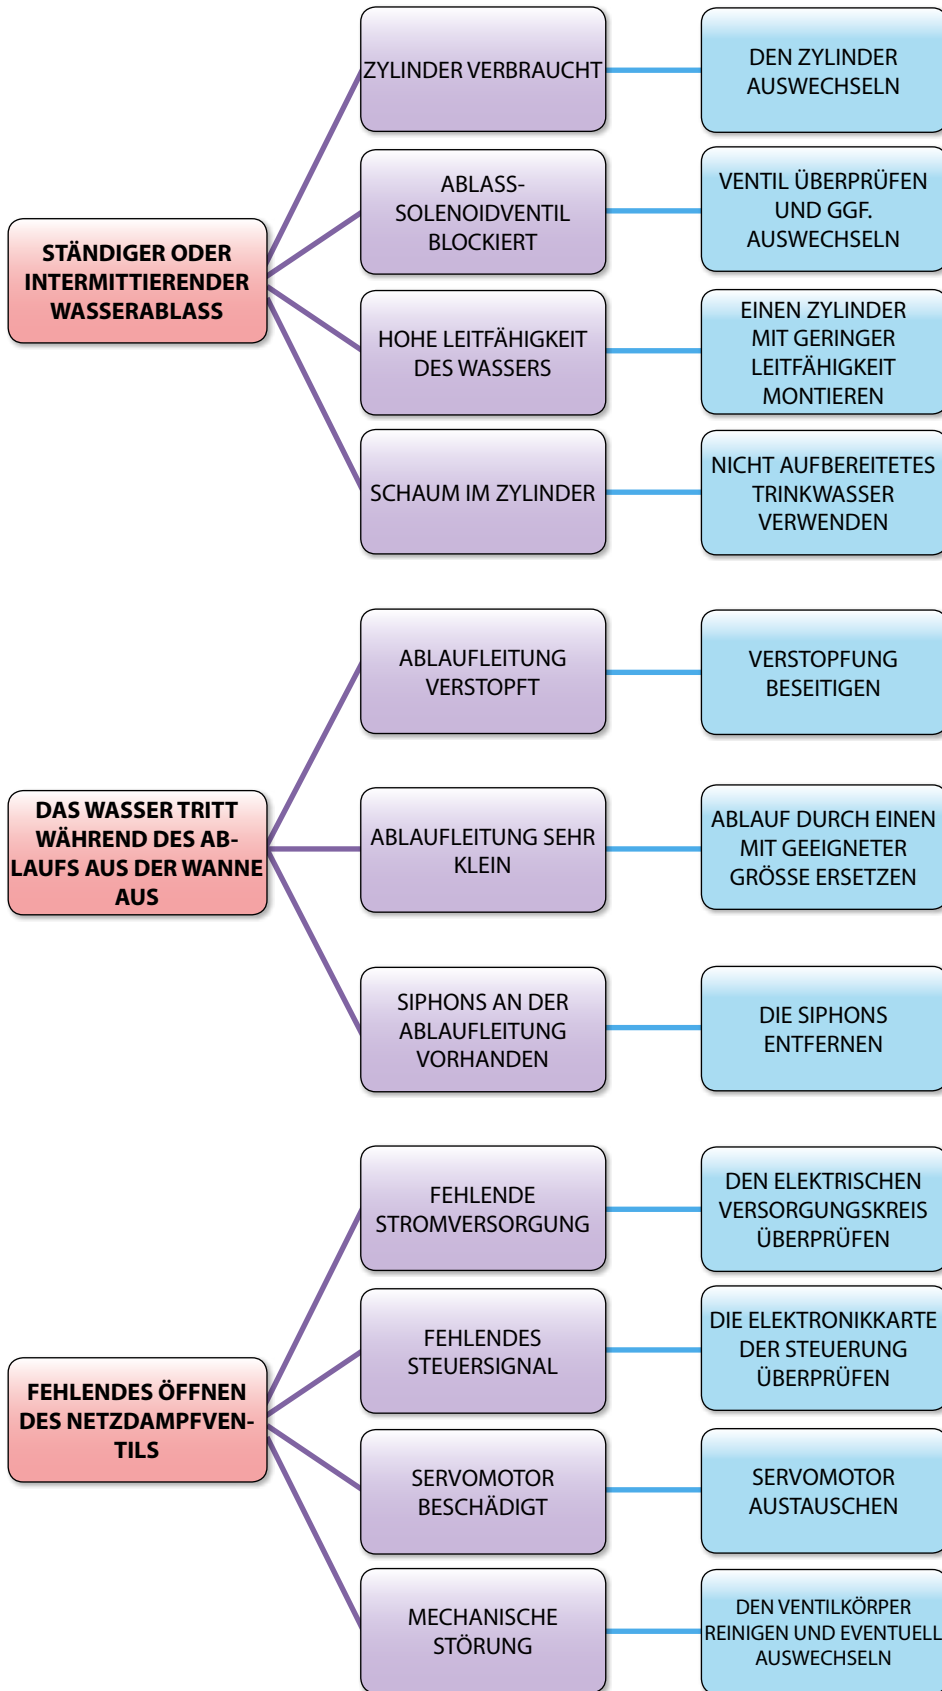 ZYLINDER VERBRAUCHT
DEN ZYLINDER
AUSWECHSELN
ABLASS-
SOLENOIDVENTIL
BLOCKIERT
VENTIL ÜBERPRÜFEN
UND GGF.
AUSWECHSELN
STÄNDIGER ODER
INTERMITTIERENDER
WASSERABLASS
HOHE LEITFÄHIGKEIT
DES WASSERS
EINEN ZYLINDER
MIT GERINGER
LEITFÄHIGKEIT
MONTIEREN
SCHAUM IM ZYLINDER
NICHT AUFBEREITETES
TRINKWASSER
VERWENDEN
ABLAUFLEITUNG
VERSTOPFT
VERSTOPFUNG
BESEITIGEN
DAS WASSER TRITT
WÄHREND DES AB-
LAUFS AUS DER WANNE
AUS
ABLAUFLEITUNG SEHR
KLEIN
ABLAUF DURCH EINEN
MIT GEEIGNETER
GRÖSSE ERSETZEN
SIPHONS AN DER
ABLAUFLEITUNG
VORHANDEN
DIE SIPHONS
ENTFERNEN
FEHLENDE
STROMVERSORGUNG
DEN ELEKTRISCHEN
VERSORGUNGSKREIS
ÜBERPRÜFEN
FEHLENDES
STEUERSIGNAL
DIE ELEKTRONIKKARTE
DER STEUERUNG
ÜBERPRÜFEN
FEHLENDES ÖFFNEN
DES NETZDAMPFVEN-
TILS
SERVOMOTOR
BESCHÄDIGT
SERVOMOTOR
AUSTAUSCHEN
MECHANISCHE
STÖRUNG
DEN VENTILKÖRPER
REINIGEN UND EVENTUELL
AUSWECHSELN